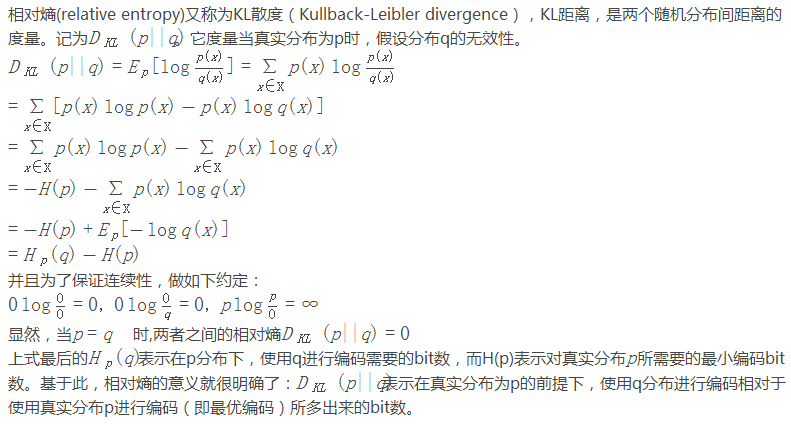 相对熵(relative entropy)又称为KL散度（Kullback-Leibler divergence），KL距离，是两个随机分布间距离的
度量。记为D_{KL}(p||q)。它度量当真实分布为p时，假设分布q的无效性。
D_{KL}(p||q) = E_p[log \frac{p(x)}{q(x)}] = \sum_{x∈X} p(x) log \frac{p(x)}{q(x)}
= \sum_{x∈X} [p(x) log p(x) − p(x) log q(x)]
= \sum_{x∈X} p(x) log p(x) − \sum_{x∈X} p(x) log q(x)
= −H(p) − \sum_{x∈X} p(x) log q(x)
= −H(p) + E_p[−log q(x)]
= H_p(q) − H(p)
并且为了保证连续性，做如下约定：
0 log \frac{0}{0} = 0, 0 log \frac{0}{q} = 0, p log \frac{p}{0} = ∞
显然，当p = q 时,两者之间的相对熵D_{KL}(p||q) = 0
上式最后的H_p(q)表示在p分布下，使用q进行编码需要的bit数，而H(p)表示对真实分布p所需要的最小编码bit
数。基于此，相对熵的意义就很明确了：D_{KL}(p||q)表示在真实分布为p的前提下，使用q分布进行编码相对于
使用真实分布p进行编码（即最优编码）所多出来的bit数。